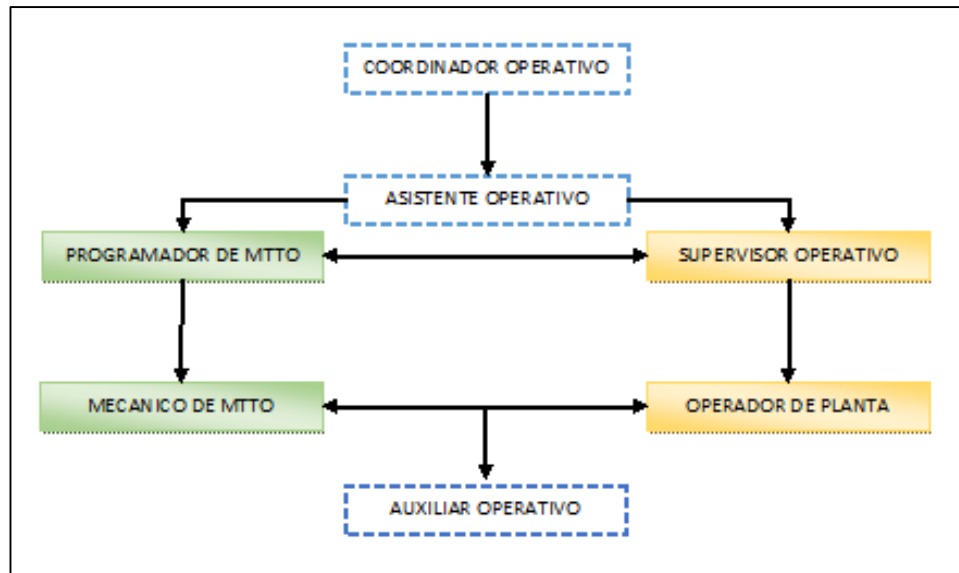 COORDINADOR OPERATIVO
ASISTENTE OPERATIVO
PROGRAMADOR DE MTTO
SUPERVISOR OPERATIVO
MECANICO DE MTTO
OPERADOR DE PLANTA
AUXILIAR OPERATIVO